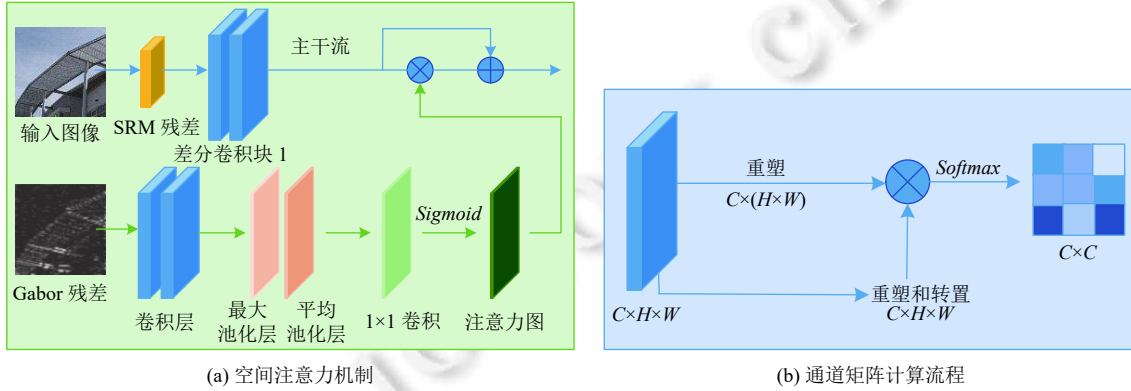 主干流
输入图像
SRM 残差
差分卷积块 1
Sigmoid
Gabor 残差
卷积层
最大
池化层
平均
池化层
1×1 卷积
注意力图
(a) 空间注意力机制
重塑
C×(H×W)
Softmax
C×C
C×H×W
重塑和转置
C×H×W
(b) 通道矩阵计算流程